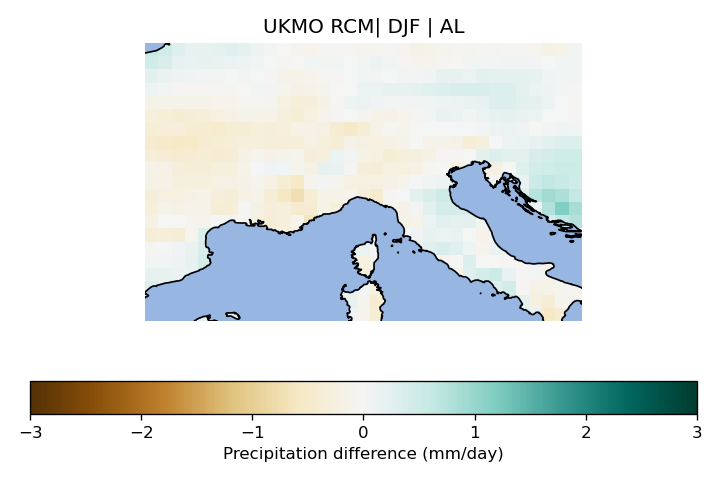 UKMO RCM| DJF | AL
−3 −2 −1 0 1 2 3
Precipitation difference (mm/day)